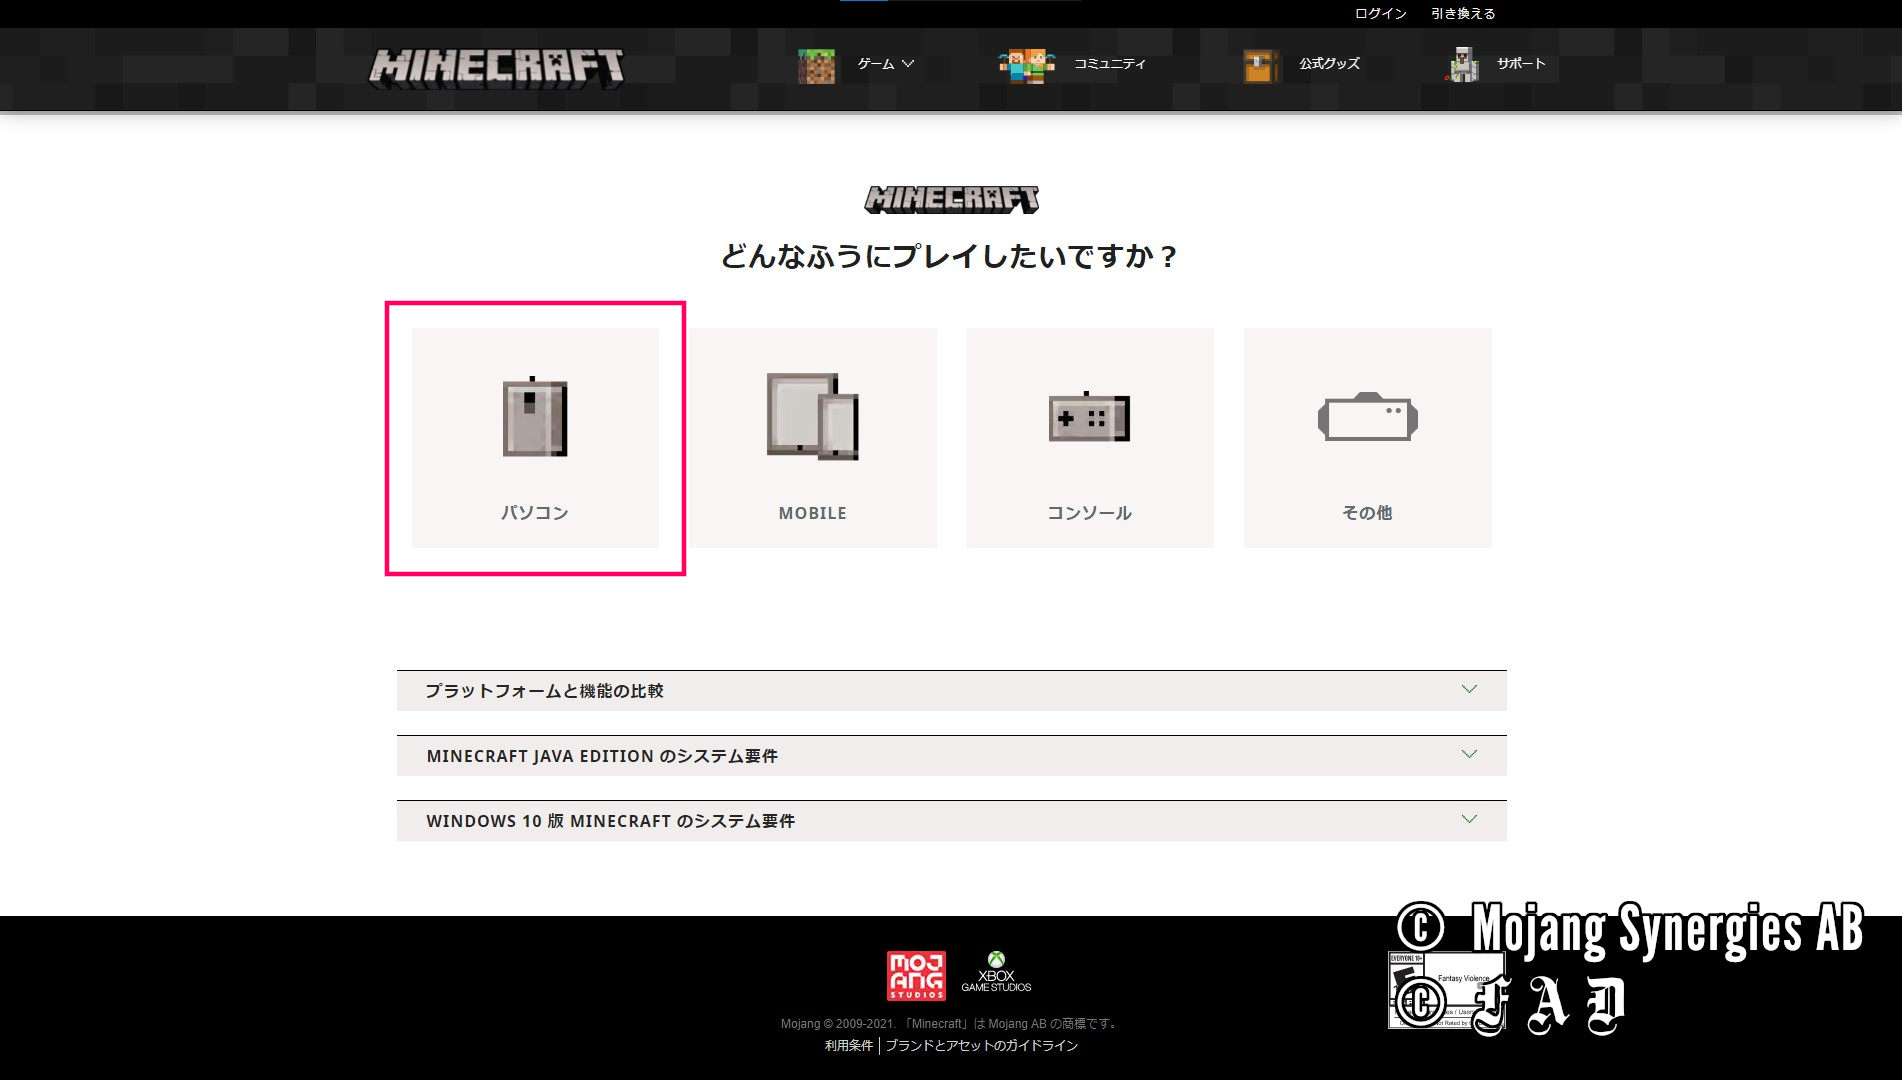 ログイン 引き換える
MINECRAFT ゲーム コミュニティ 公式グッズ サポート
MINECRAFT
どんなふうにプレイしたいですか？
パソコン MOBILE コンソール その他
プラットフォームと機能の比較
MINECRAFT JAVA EDITION のシステム要件
WINDOWS 10 版 MINECRAFT のシステム要件
© Mojang Synergies AB
MOJANG STUDIOS
XBOX
GAME STUDIOS
EVERYONE 10+
Fantasy Violence
© F A D
Mojang © 2009-2021. 「Minecraft」は Mojang AB の商標です。
利用条件 ブランドとアセットのガイドライン